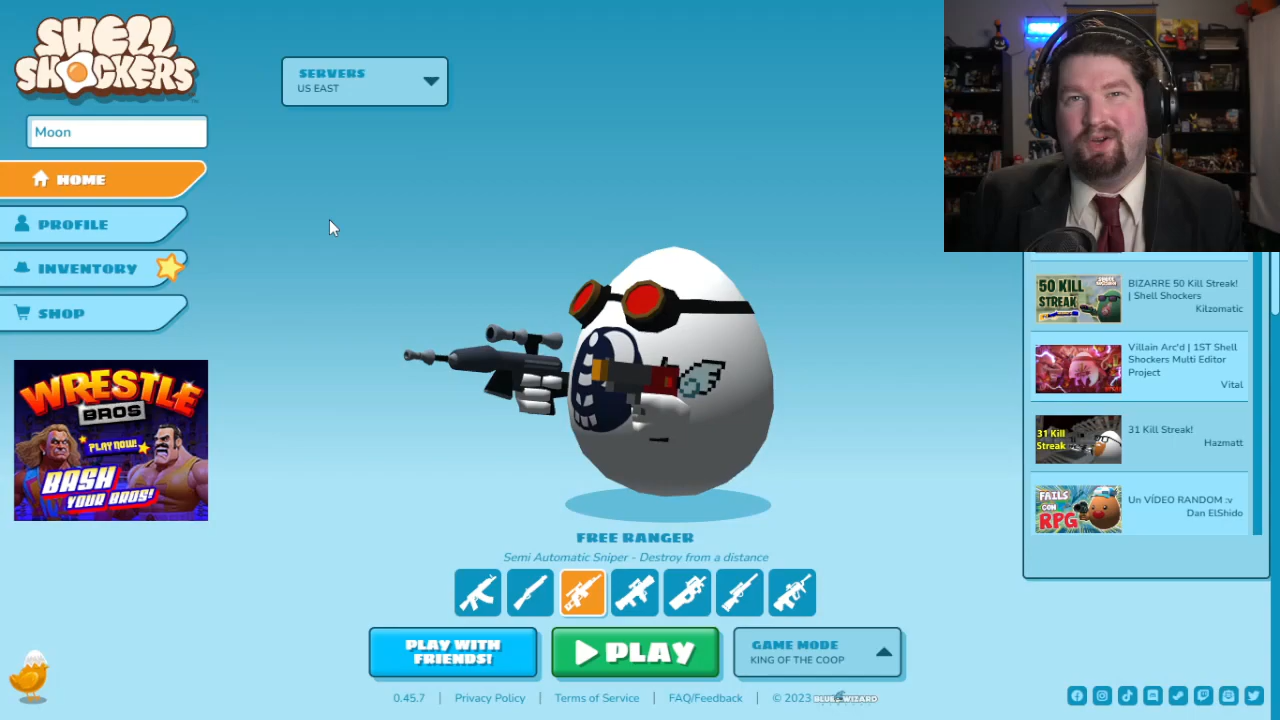 SHELL
SHOCKERS
Moon
HOME
PROFILE
INVENTORY
SHOP
SERVERS
US EAST
WRESTLE
BROS
PLAY NOW!
BASH
YOUR BROS!
50 KILL
STREAK
BIZARRE 50 Kill Streak!
| Shell Shockers
Kilzomatic
Villain Arc'd | 1ST Shell
Shockers Multi Editor
Project
Vital
31 Kill
Streak
31 Kill Streak!
Hazmatt
FAILS
CON
RPG
Un VÍDEO RANDOM :v
Dan ElShido
FREE RANGER
Semi Automatic Sniper - Destroy from a distance
PLAY WITH
FRIENDS!
PLAY
GAME MODE
KING OF THE COOP
0.45.7 | Privacy Policy | Terms of Service | FAQ/Feedback | © 2023 BLUE WIZARD